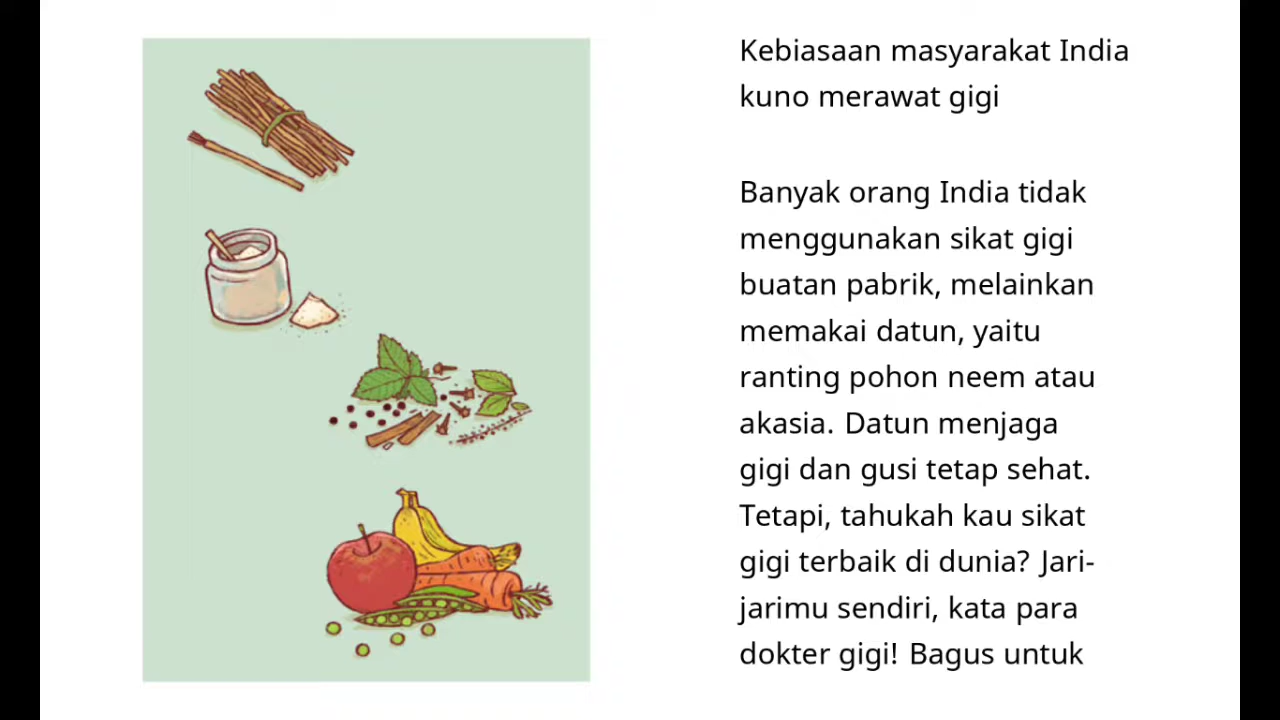 Kebiasaan masyarakat India
kuno merawat gigi
Banyak orang India tidak
menggunakan sikat gigi
buatan pabrik, melainkan
memakai datun, yaitu
ranting pohon neem atau
akasia. Datun menjaga
gigi dan gusi tetap sehat.
Tetapi, tahukah kau sikat
gigi terbaik di dunia? Jari-
jarimu sendiri, kata para
dokter gigi! Bagus untuk